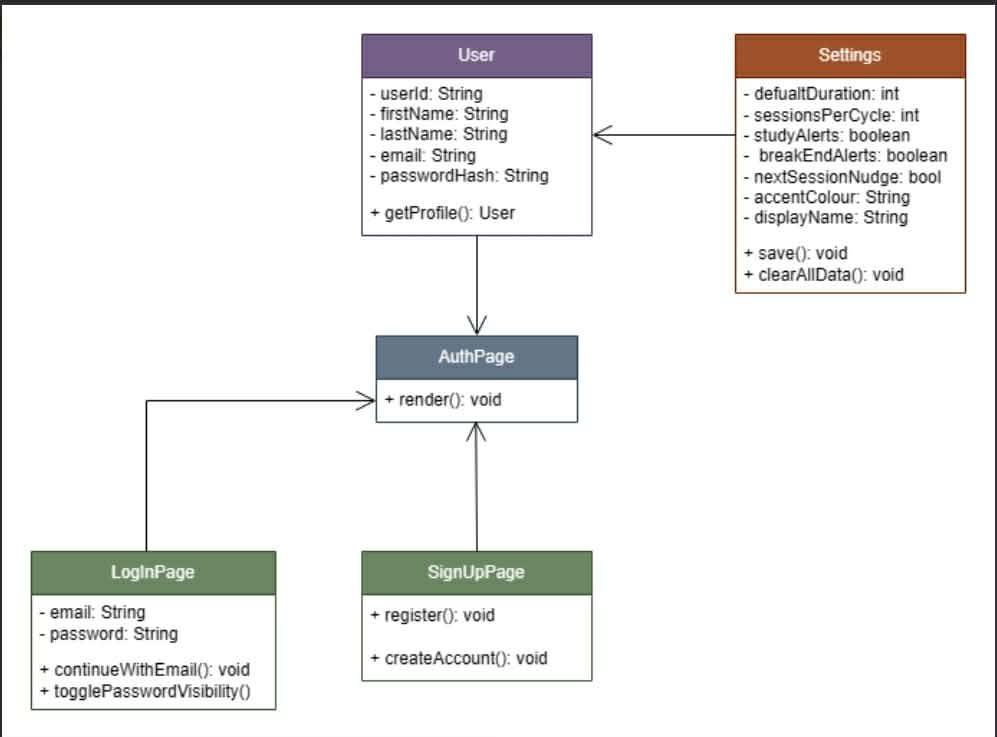 User
- userId: String
- firstName: String
- lastName: String
- email: String
- passwordHash: String
+ getProfile(): User
Settings
- defualtDuration: int
- sessionsPerCycle: int
- studyAlerts: boolean
- breakEndAlerts: boolean
- nextSessionNudge: bool
- accentColour: String
- displayName: String
+ save(): void
+ clearAllData(): void
AuthPage
+ render(): void
LogInPage
- email: String
- password: String
+ continueWithEmail(): void
+ togglePasswordVisibility()
SignUpPage
+ register(): void
+ createAccount(): void